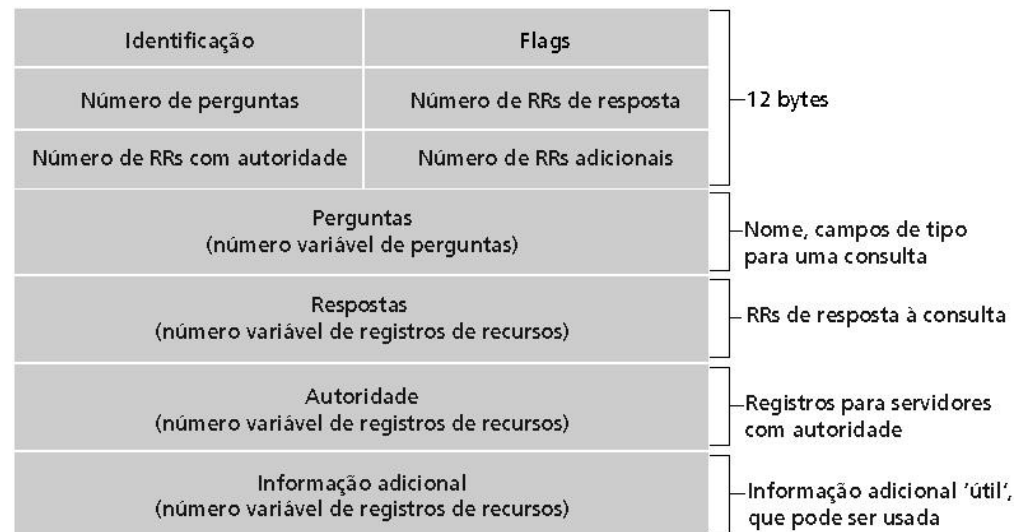 Identificação
Flags
Número de perguntas
Número de RRs de resposta
12 bytes
Número de RRs com autoridade
Número de RRs adicionais
Perguntas
(número variável de perguntas)
Nome, campos de tipo
para uma consulta
Respostas
(número variável de registros de recursos)
RRs de resposta à consulta
Autoridade
(número variável de registros de recursos)
Registros para servidores
com autoridade
Informação adicional
(número variável de registros de recursos)
Informação adicional ‘útil’,
que pode ser usada